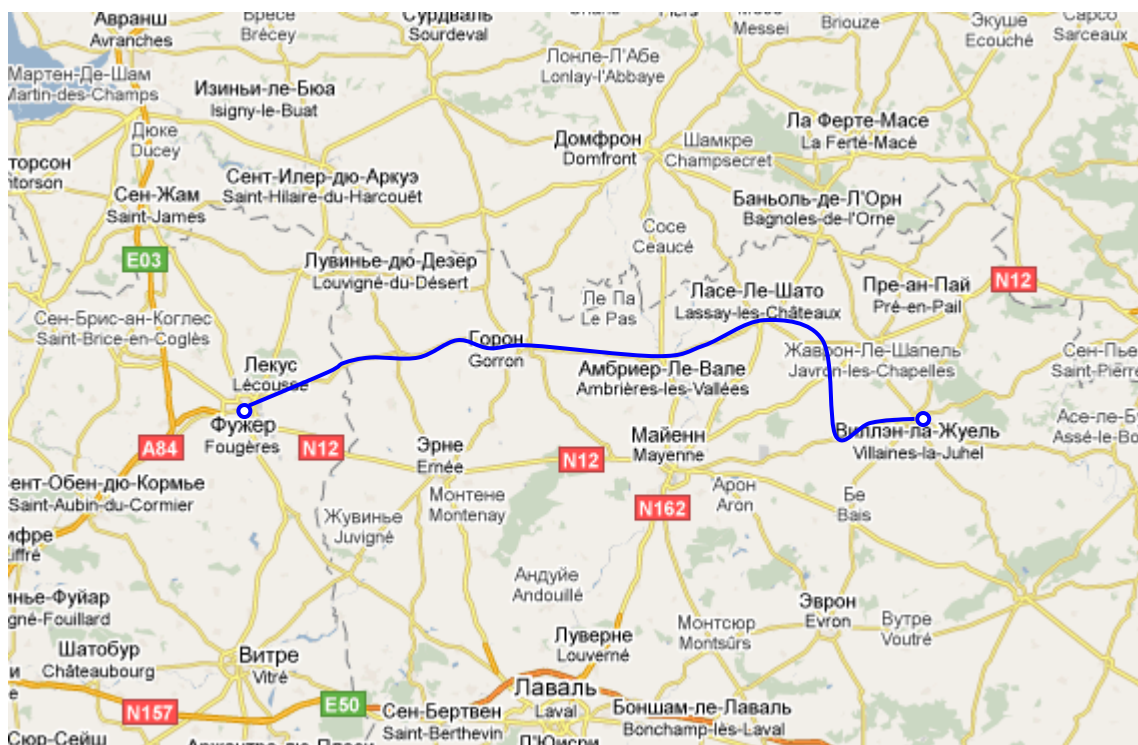 Авранш
Avranches
Бресе
Brécey
Сурдваль
Sourdeval
Messei
Briouze
Экуше
Ecouché
Сарсо
Sarceaux
Мартен-Де-Шам
Martin-des-Champs
Изиньи-ле-Бюа
Isigny-le-Buat
Лонле-Л'Абе
Lonlay-l'Abbaye
Дюке
Ducey
Домфрон
Domfront
Шамкре
Champsecret
Ла Ферте-Масе
La Ferté-Macé
торсон
ntorson
Сен-Жам
Saint-James
Сент-Илер-дю-Аркуэ
Saint-Hilaire-du-Harcouët
Баньоль-де-Л'Орн
Bagnoles-de-l'Orne
Сосе
Ceaucé
E03
Лувинье-дю-Дезер
Louvigné-du-Désert
Ле Па
Le Pas
Ласе-Ле-Шато
Lassay-les-Châteaux
Пре-ан-Пай
Pré-en-Pail
N12
Сен-Брис-ан-Коглес
Saint-Brice-en-Coglès
Горон
Gorron
Жаврон-Ле-Шапель
Javron-les-Chapelles
Сен-Пье
Saint-Pierre
Лекус
Lécousse
Амбриер-Ле-Вале
Ambrières-les-Vallées
Фужер
Fougères
A84
N12
Эрне
Ernée
N12
Майенн
Mayenne
Виллэн-ла-Жуель
Villaines-la-Juhel
Асе-ле-Б
Assé-le-Bo
ент-Обен-дю-Кормье
Saint-Aubin-du-Cormier
Монтене
Montenay
N162
Арон
Aron
Бе
Bais
Жувинье
Juvigné
ифре
Liffré
Андуйе
Andouillé
нье-Фуйар
gné-Fouillard
Эврон
Evron
Вутре
Voutré
Монтсюр
Montsûrs
Луверне
Louverné
Шатобур
Châteaubourg
Витре
Vitré
Лаваль
Laval
N157
E50
Сен-Бертвен
Saint-Berthevin
Боншам-ле-Лаваль
Bonchamp-lès-Laval
Сюр-Сейш
Л'Юисри